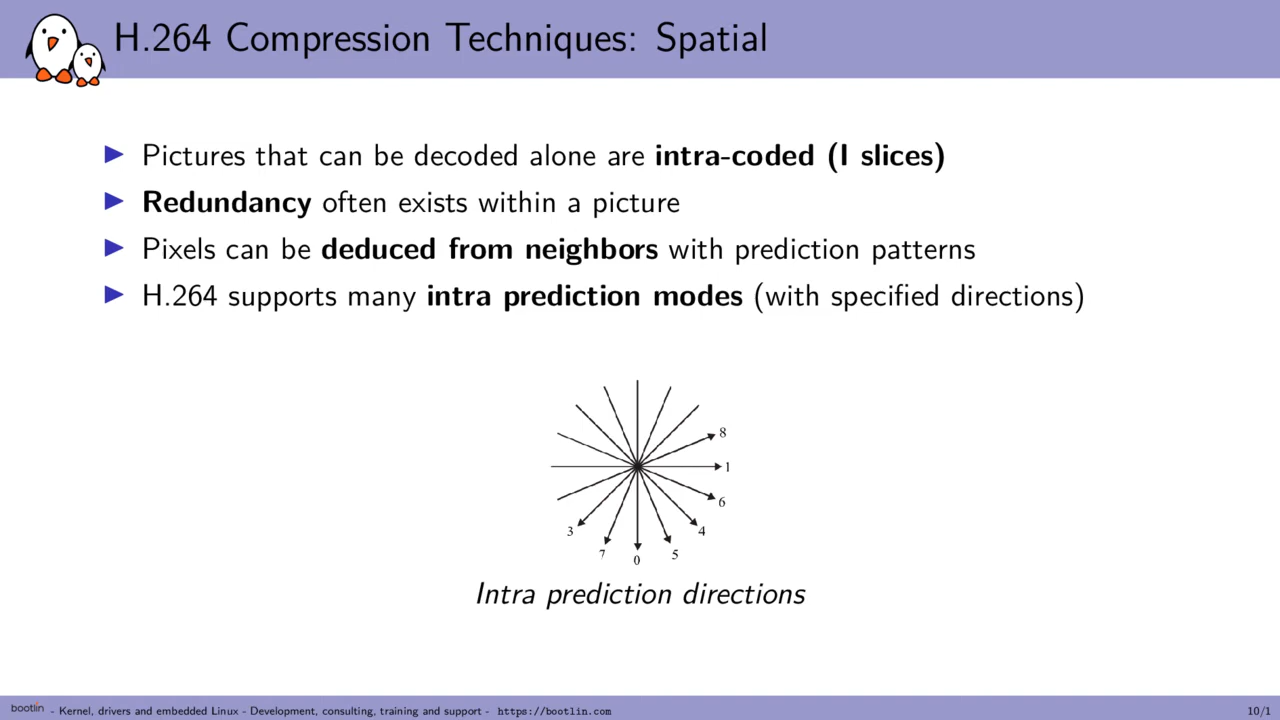 H.264 Compression Techniques: Spatial
▶ Pictures that can be decoded alone are intra-coded (I slices)
▶ Redundancy often exists within a picture
▶ Pixels can be deduced from neighbors with prediction patterns
▶ H.264 supports many intra prediction modes (with specified directions)
8
1
6
3
4
7
0
5
Intra prediction directions
bootlin - Kernel, drivers and embedded Linux - Development, consulting, training and support - https://bootlin.com
10/1